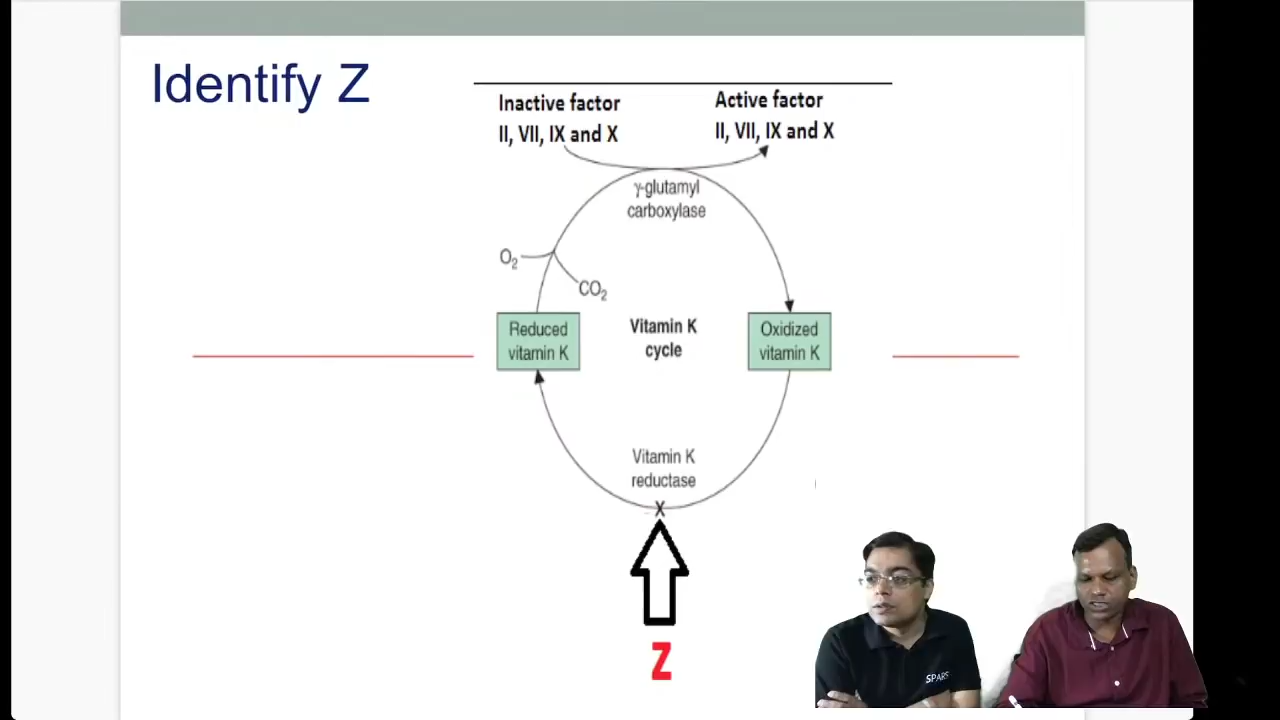 Identify Z
Inactive factor
II, VII, IX and X
Active factor
II, VII, IX and X
γ-glutamyl
carboxylase
O₂
CO₂
Reduced
vitamin K
Vitamin K
cycle
Oxidized
vitamin K
Vitamin K
reductase
X
Z
SPARS